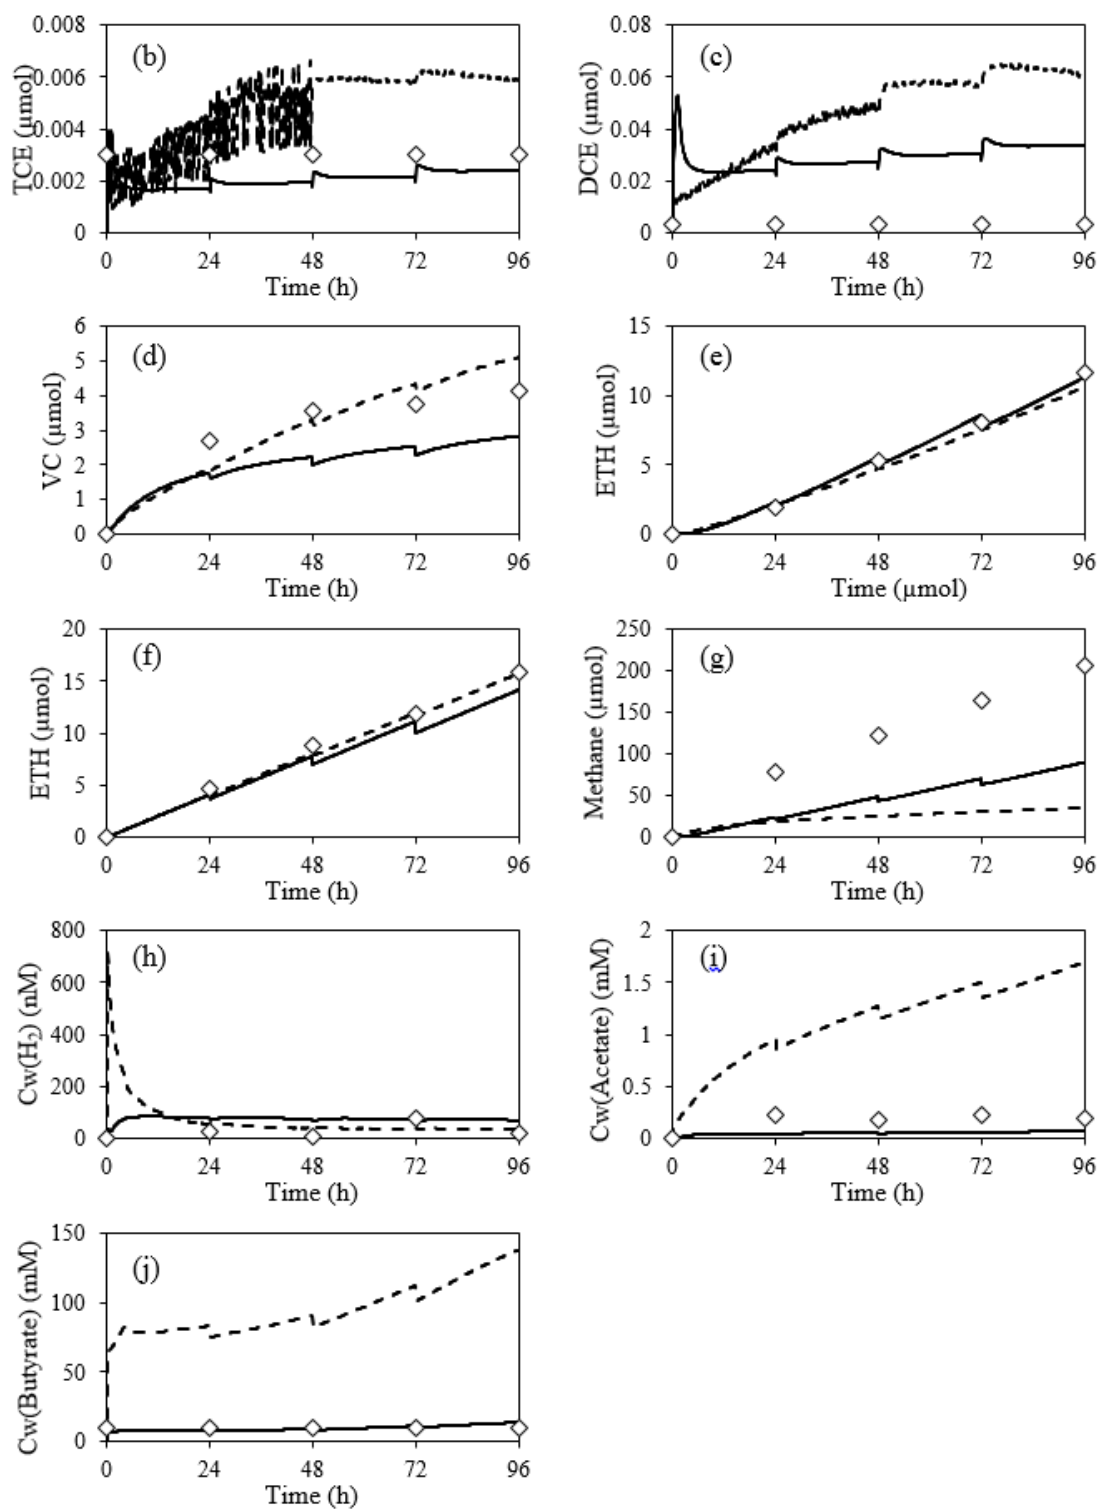 (b)
TCE (µmol)
0.008
0.006
0.004
0.002
0
0 24 48 72 96
Time (h)
(c)
DCE (µmol)
0.08
0.06
0.04
0.02
0
0 24 48 72 96
Time (h)
(d)
VC (µmol)
6
5
4
3
2
1
0
0 24 48 72 96
Time (h)
(e)
ETH (µmol)
15
10
5
0
0 24 48 72 96
Time (µmol)
(f)
ETH (µmol)
20
15
10
5
0
0 24 48 72 96
Time (h)
(g)
Methane (µmol)
250
200
150
100
50
0
0 24 48 72 96
Time (h)
(h)
Cw(H₂) (nM)
800
600
400
200
0
0 24 48 72 96
Time (h)
(i)
Cw(Acetate) (mM)
2
1.5
1
0.5
0
0 24 48 72 96
Time (h)
(j)
Cw(Butyrate) (mM)
150
100
50
0
0 24 48 72 96
Time (h)